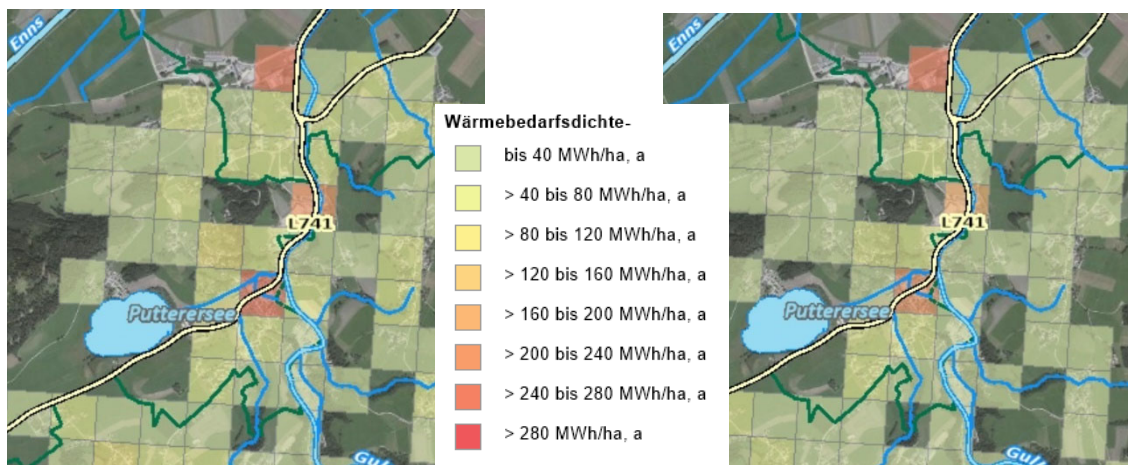 Enns
Enns
Wärmebedarfsdichte-
bis 40 MWh/ha, a
> 40 bis 80 MWh/ha, a
> 80 bis 120 MWh/ha, a
> 120 bis 160 MWh/ha, a
> 160 bis 200 MWh/ha, a
> 200 bis 240 MWh/ha, a
> 240 bis 280 MWh/ha, a
> 280 MWh/ha, a
L741
L741
Putterersee
Putterersee